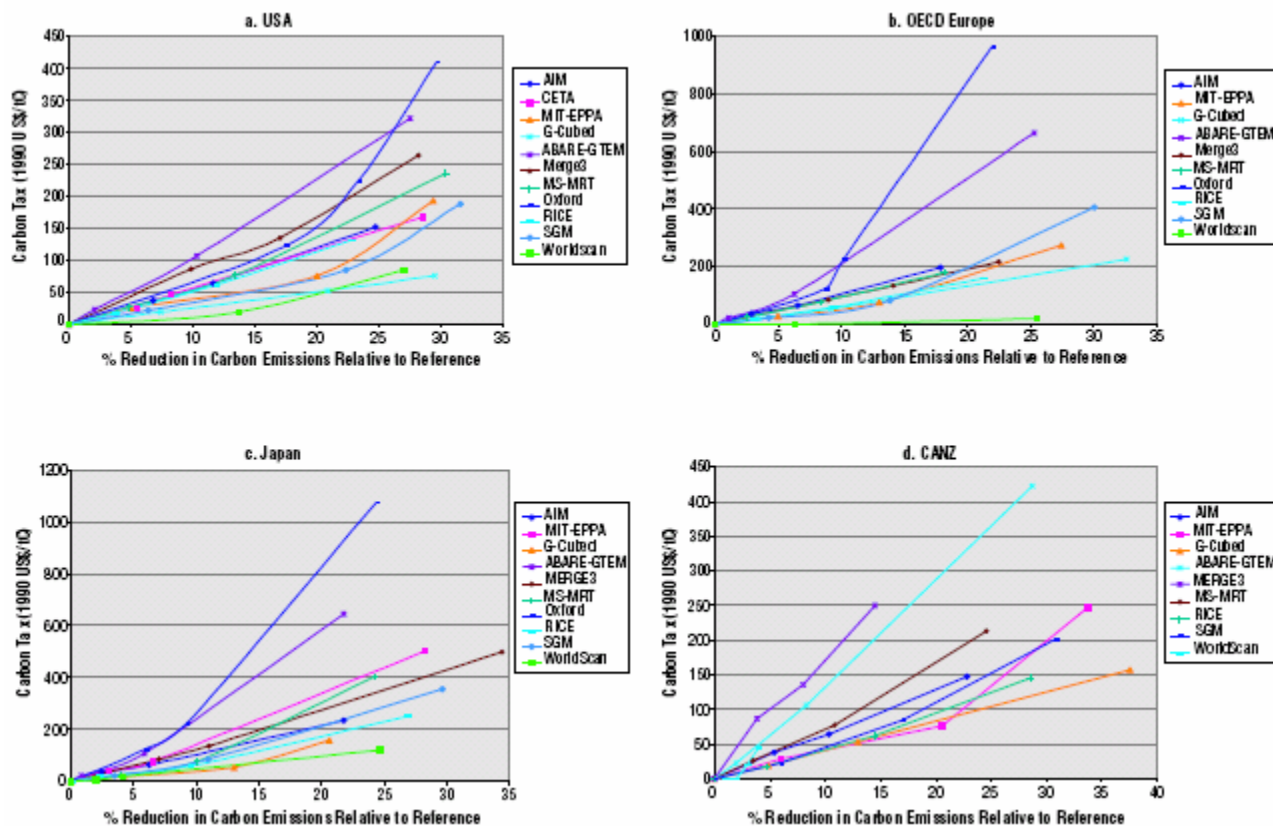 a. USA
450
400
350
300
250
200
150
100
50
0
Carbon Tax (1990 US$/tC)
0
5
10
15
20
25
30
35
% Reduction in Carbon Emissions Relative to Reference
AIM
CETA
MIT-EPPA
G-Cubed
ABARE-GTEM
Merge3
MS-MRT
Oxford
RICE
SGM
Worldscan
b. OECD Europe
1000
800
600
400
200
0
Carbon Tax (1990 US$/tC)
0
5
10
15
20
25
30
35
% Reduction in Carbon Emissions Relative to Reference
AIM
MIT-EPPA
G-Cubed
ABARE-GTEM
Merge3
MS-MRT
Oxford
RICE
SGM
Worldscan
c. Japan
1200
1000
800
600
400
200
0
Carbon Tax (1990 US$/tC)
0
5
10
15
20
25
30
35
% Reduction in Carbon Emissions Relative to Reference
AIM
MIT-EPPA
G-Cubed
ABARE-GTEM
MERGE3
MS-MRT
Oxford
RICE
SGM
WorldScan
d. CANZ
450
400
350
300
250
200
150
100
50
0
Carbon Tax (1990 US$/tC)
0
5
10
15
20
25
30
35
40
% Reduction in Carbon Emissions Relative to Reference
AIM
MIT-EPPA
G-Cubed
ABARE-GTEM
MERGE3
MS-MRT
RICE
SGM
WorldScan